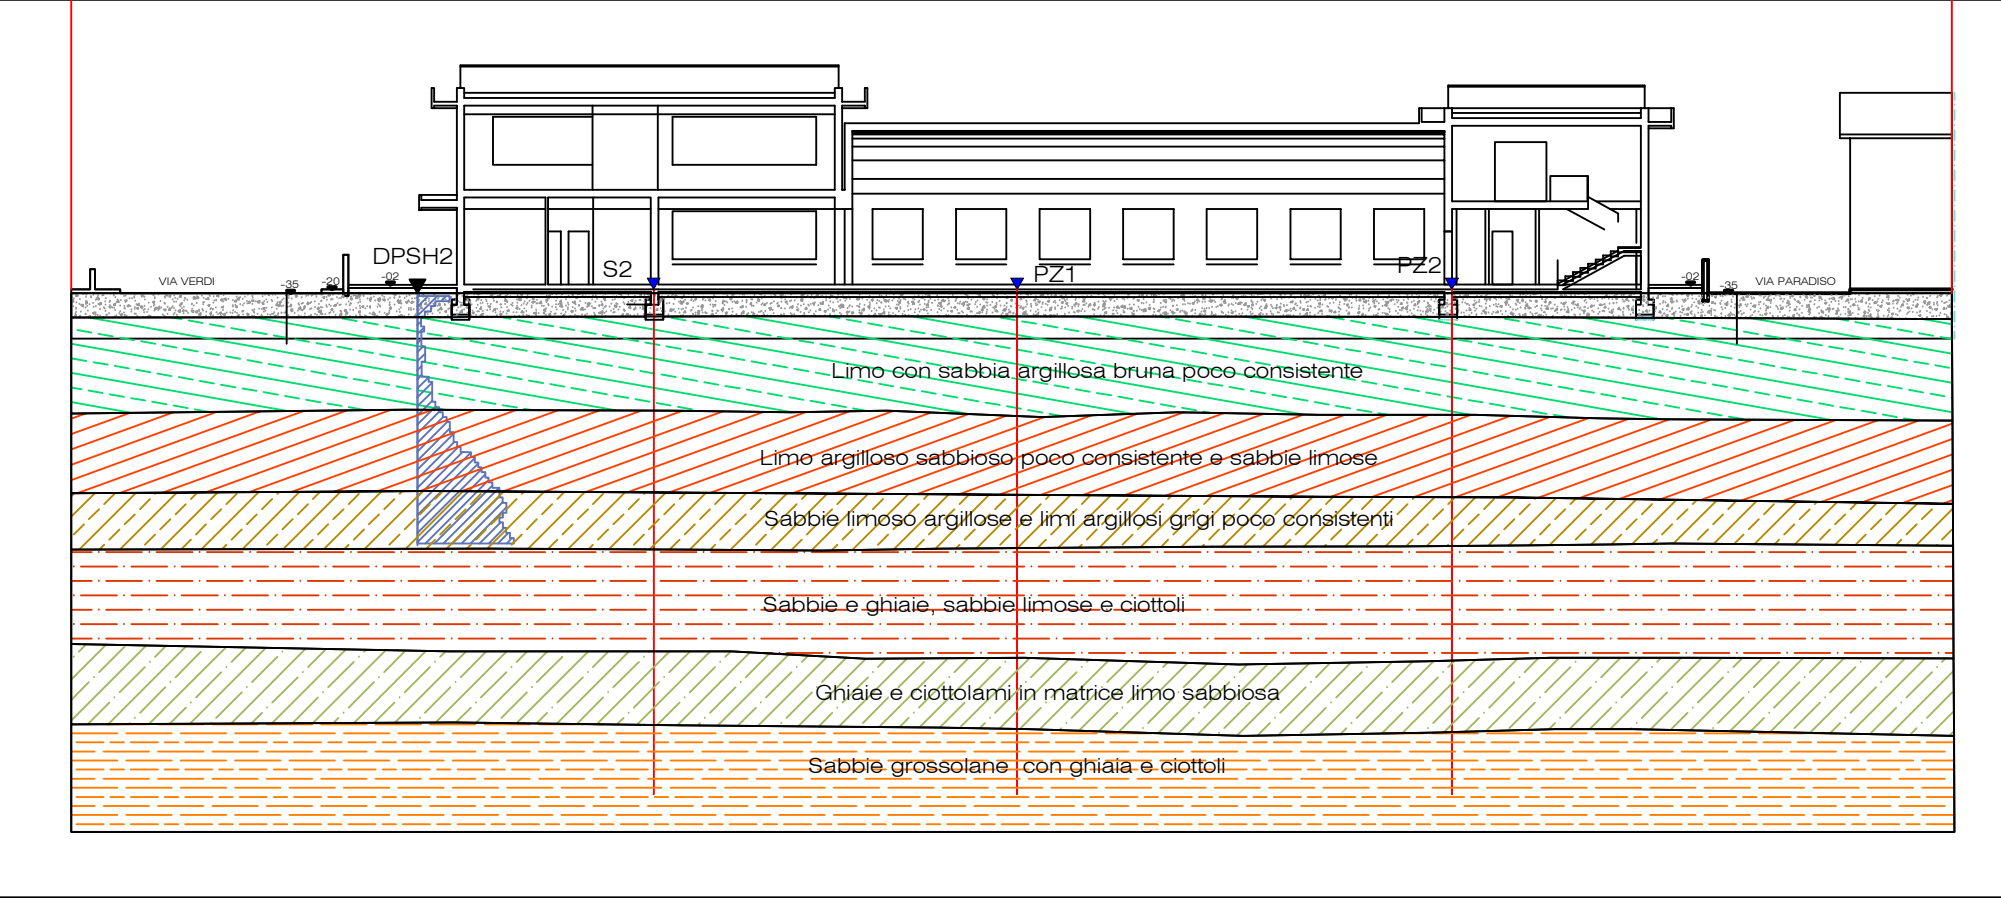 DPSH2
S2
PZ1
PZ2
VIA VERDI
-35
-20
-02
-02
-35
VIA PARADISO
Limo con sabbia argillosa bruna poco consistente
Limo argilloso sabbioso poco consistente e sabbie limose
Sabbie limoso argillose e limi argillosi grigi poco consistenti
Sabbie e ghiaie, sabbie limose e ciottoli
Ghiaie e ciottolami in matrice limo sabbiosa
Sabbie grossolane con ghiaia e ciottoli